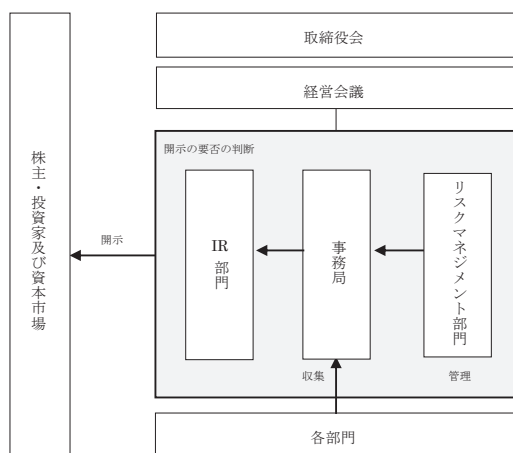 取締役会
経営会議
株主・投資家及び資本市場
開示の要否の判断
開示
IR
部門
事務局
リスクマネジメント部門
収集
管理
各部門